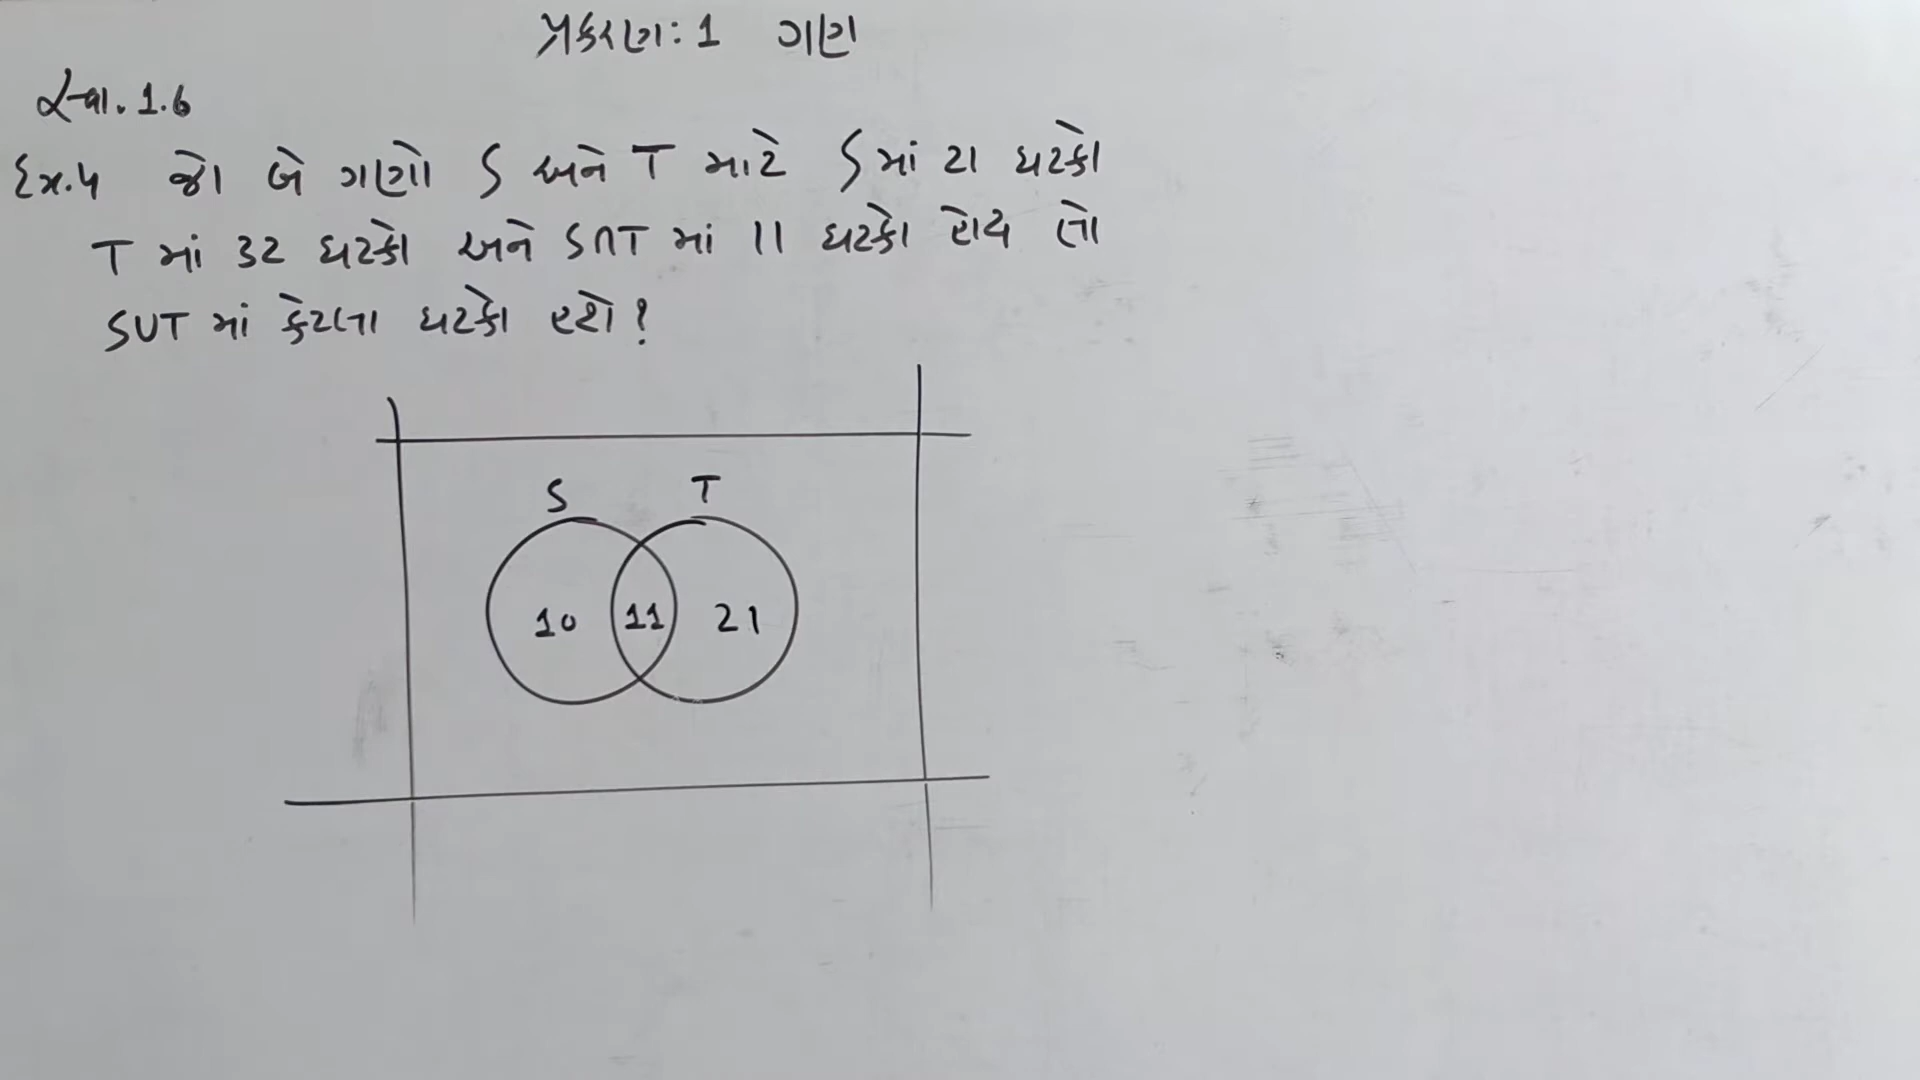 પ્રકરણ: 1 ગણ
સ્વા. 1.6
Ex.4 જો બે ગણો S અને T માટે S માં 21 ઘટકો
T માં 32 ઘટકો અને S∩T માં 11 ઘટકો હોય તો
S∪T માં કેટલા ઘટકો હશે?
S T
10 11 21